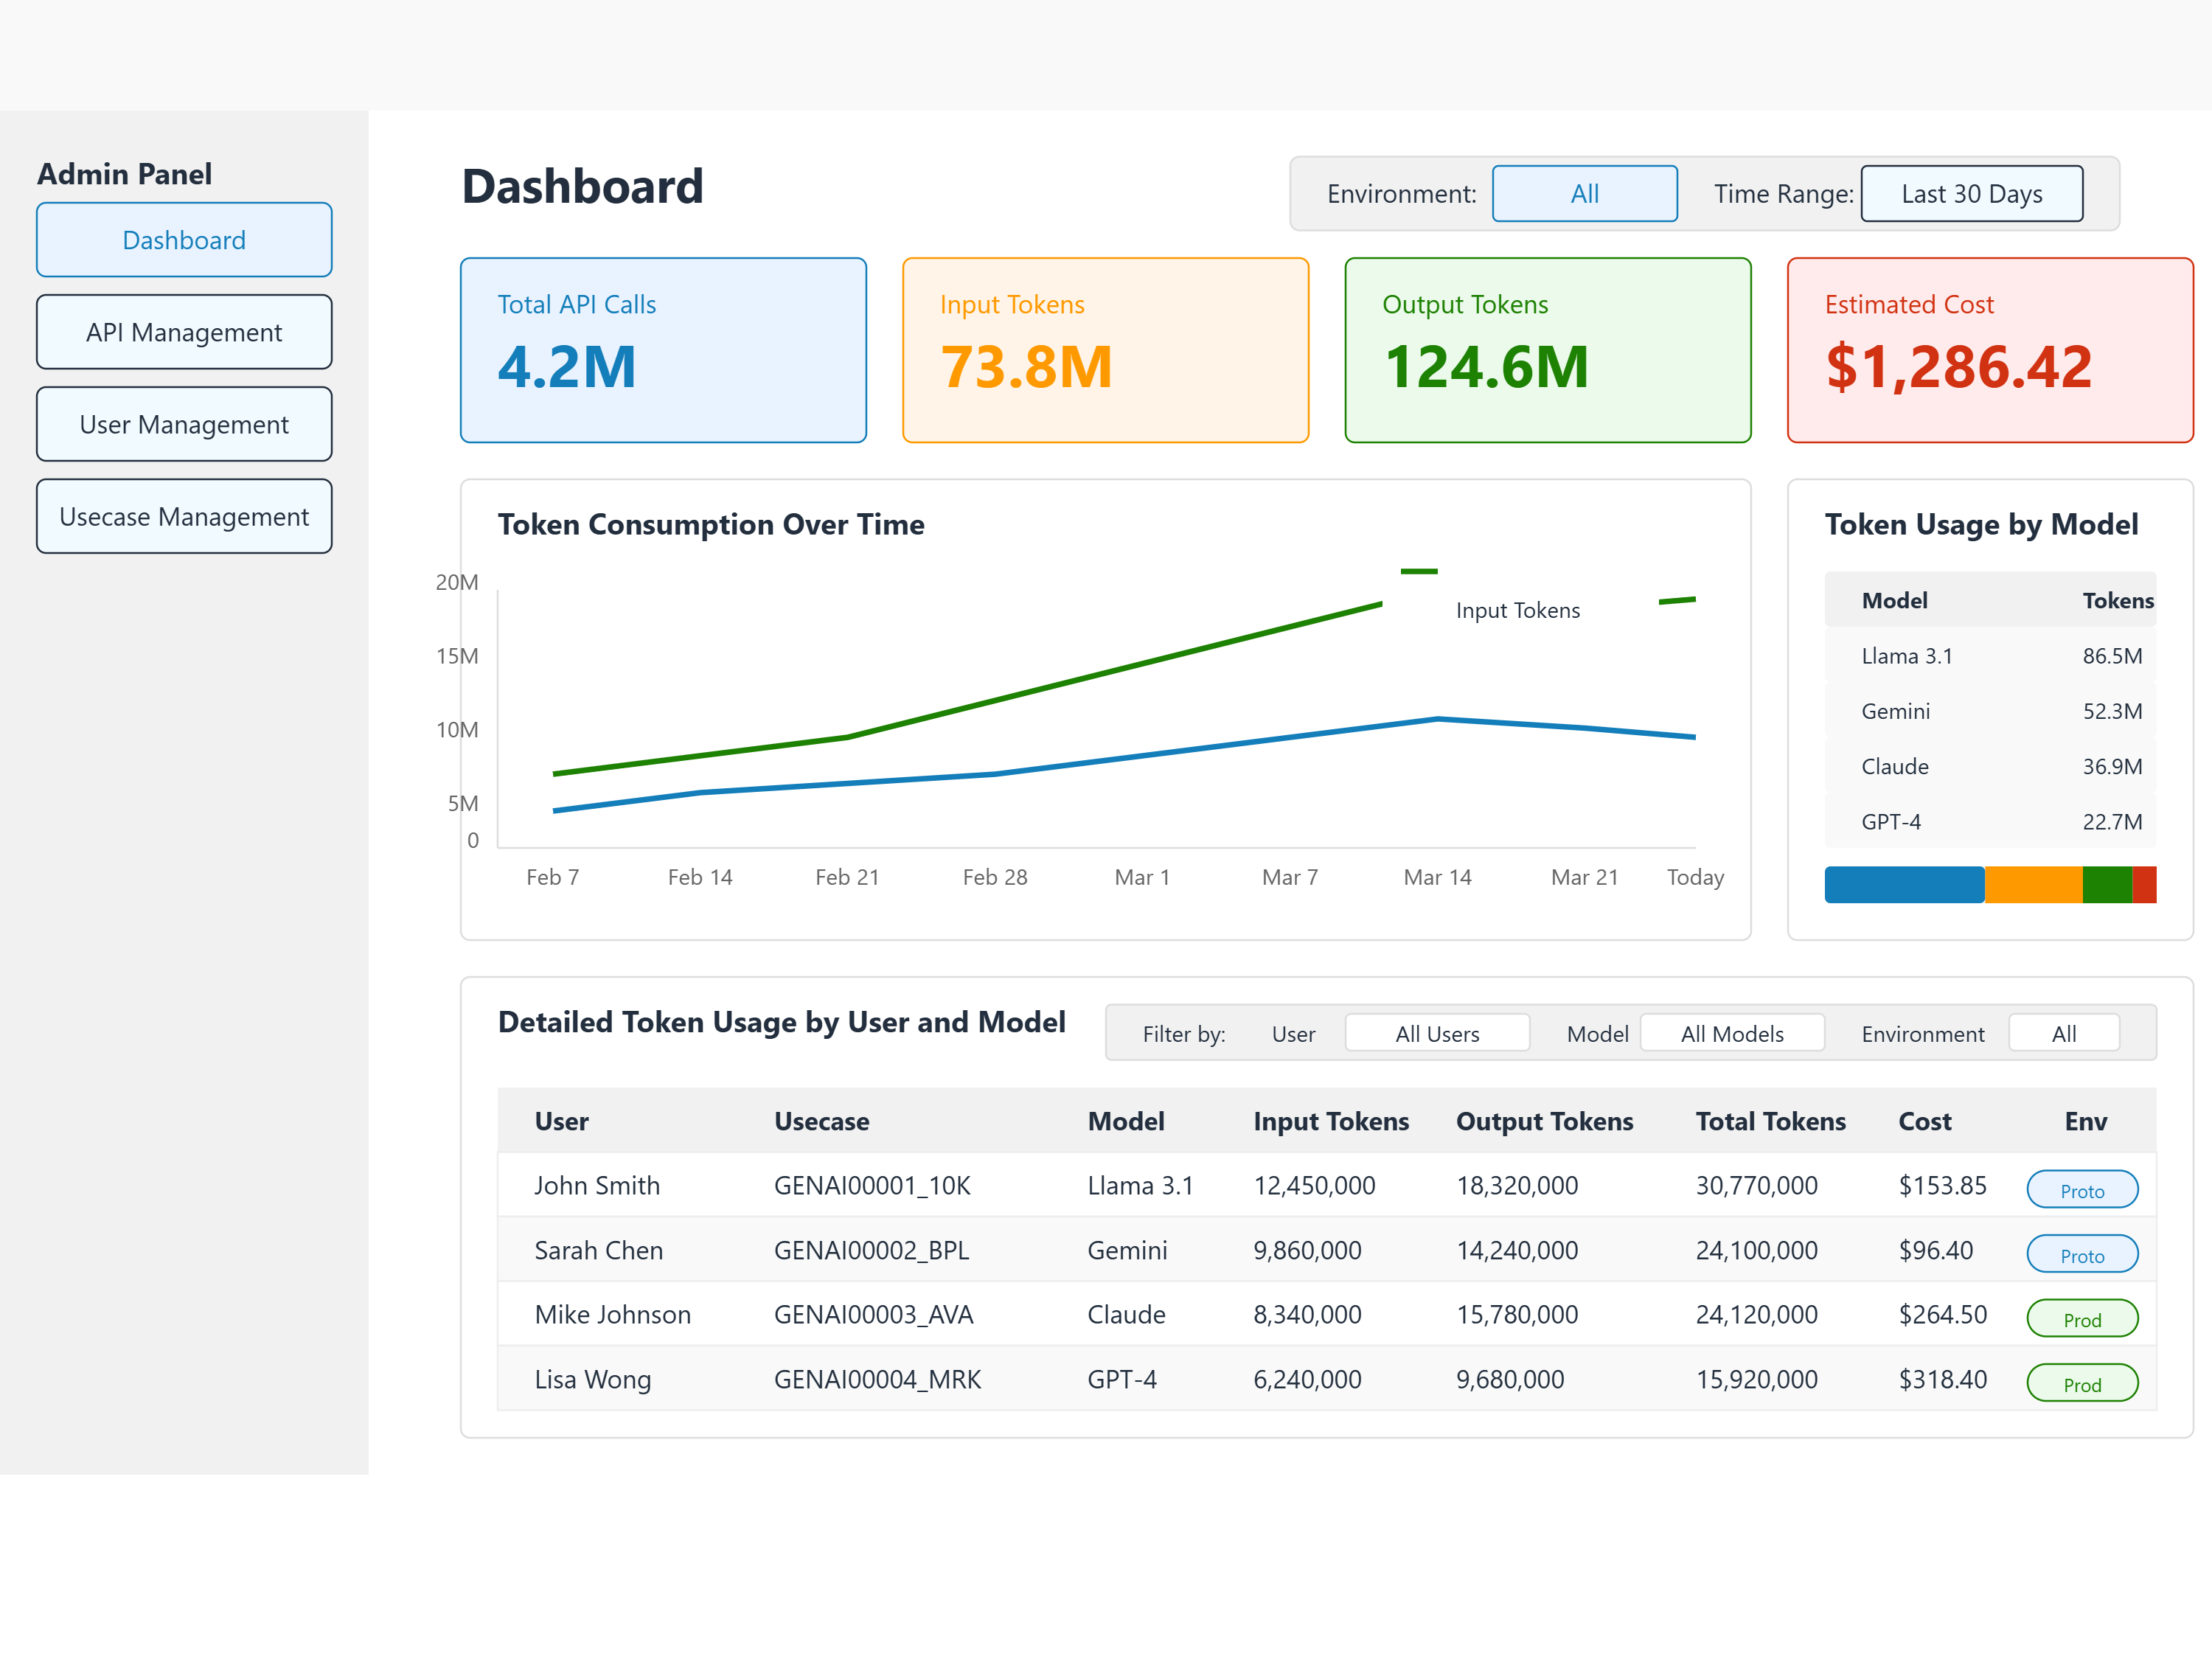 Admin Panel
Dashboard
API Management
User Management
Usecase Management
Dashboard
Environment: All Time Range: Last 30 Days
Total API Calls
4.2M
Input Tokens
73.8M
Output Tokens
124.6M
Estimated Cost
$1,286.42
Token Consumption Over Time
20M
15M
10M
5M
0
Input Tokens
Feb 7 Feb 14 Feb 21 Feb 28 Mar 1 Mar 7 Mar 14 Mar 21 Today
Token Usage by Model
Model Tokens
Llama 3.1 86.5M
Gemini 52.3M
Claude 36.9M
GPT-4 22.7M
Detailed Token Usage by User and Model
Filter by: User All Users Model All Models Environment All
User Usecase Model Input Tokens Output Tokens Total Tokens Cost Env
John Smith GENAI00001_10K Llama 3.1 12,450,000 18,320,000 30,770,000 $153.85 Proto
Sarah Chen GENAI00002_BPL Gemini 9,860,000 14,240,000 24,100,000 $96.40 Proto
Mike Johnson GENAI00003_AVA Claude 8,340,000 15,780,000 24,120,000 $264.50 Prod
Lisa Wong GENAI00004_MRK GPT-4 6,240,000 9,680,000 15,920,000 $318.40 Prod